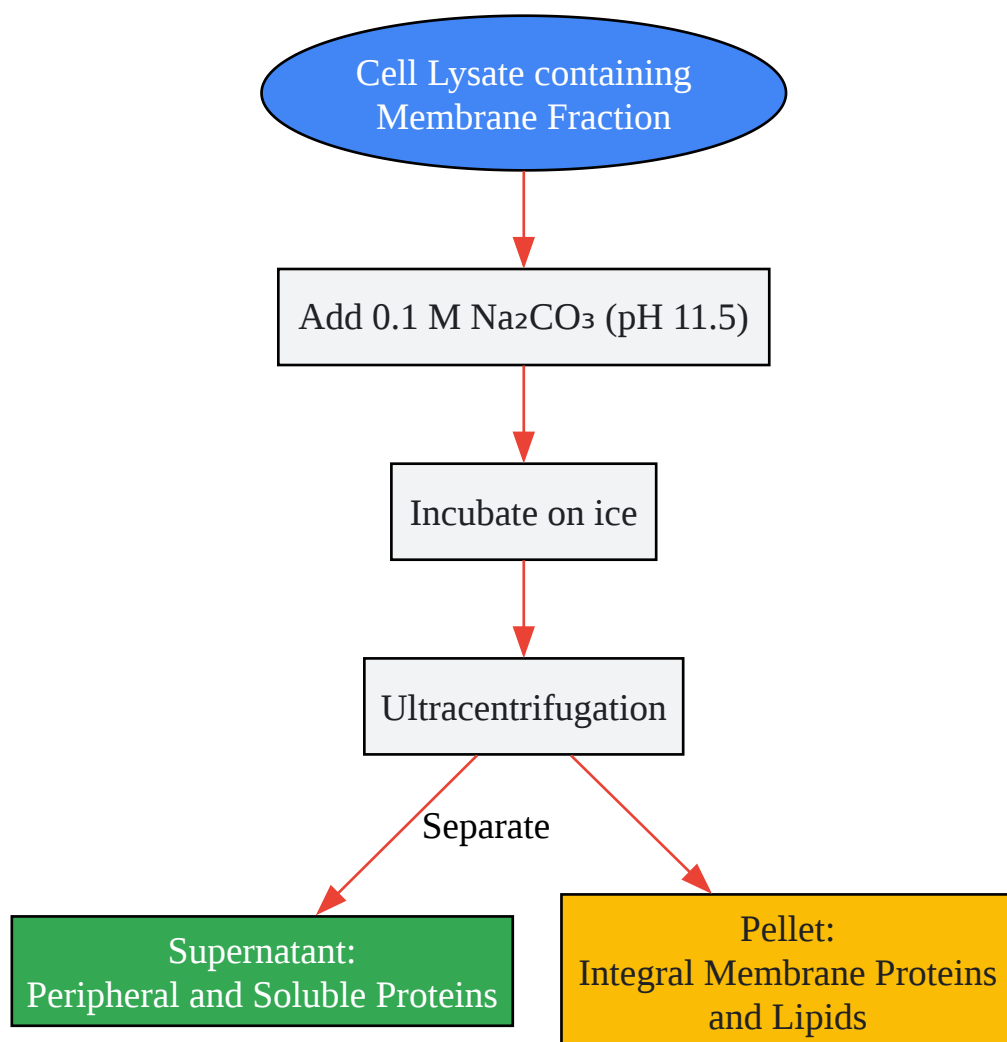 Cell Lysate containing
Membrane Fraction
Add 0.1 M Na₂CO₃ (pH 11.5)
Incubate on ice
Ultracentrifugation
Separate
Supernatant:
Peripheral and Soluble Proteins
Pellet:
Integral Membrane Proteins
and Lipids